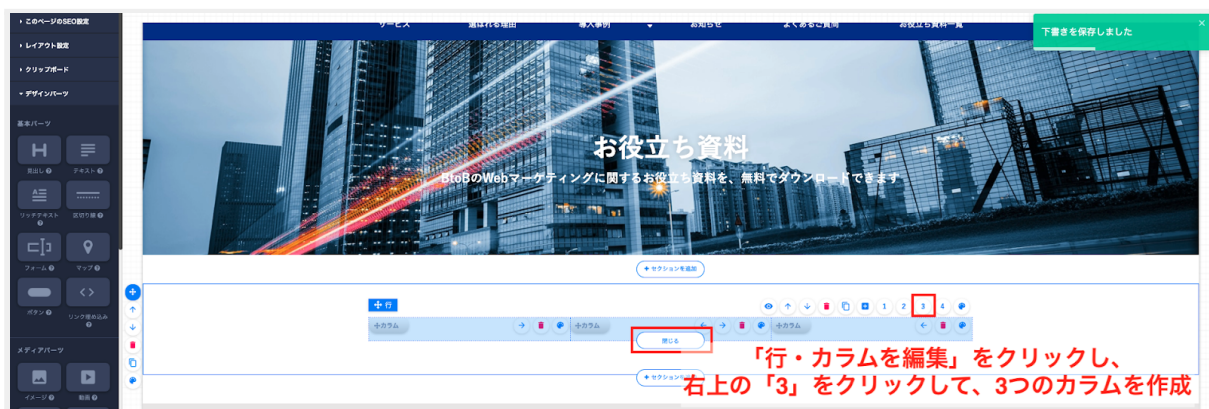 このページのSEO設定
サービス
選ばれる理由
導入事例
お知らせ
よくあるご質問
お役立ち資料一覧
下書きを保存しました
レイアウト設定
クリップボード
デザインパーツ
基本パーツ
見出し
テキスト
リッチテキスト
区切り線
フォーム
マップ
ボタン
リンク埋め込み
メディアパーツ
イメージ
動画
お役立ち資料
BtoBのWebマーケティングに関するお役立ち資料を、無料でダウンロードできます
+ セクションを追加
行
1 2 3 4
カラム
カラム
カラム
閉じる
「行・カラムを編集」をクリックし、
+ セクションを
右上の「3」をクリックして、3つのカラムを作成